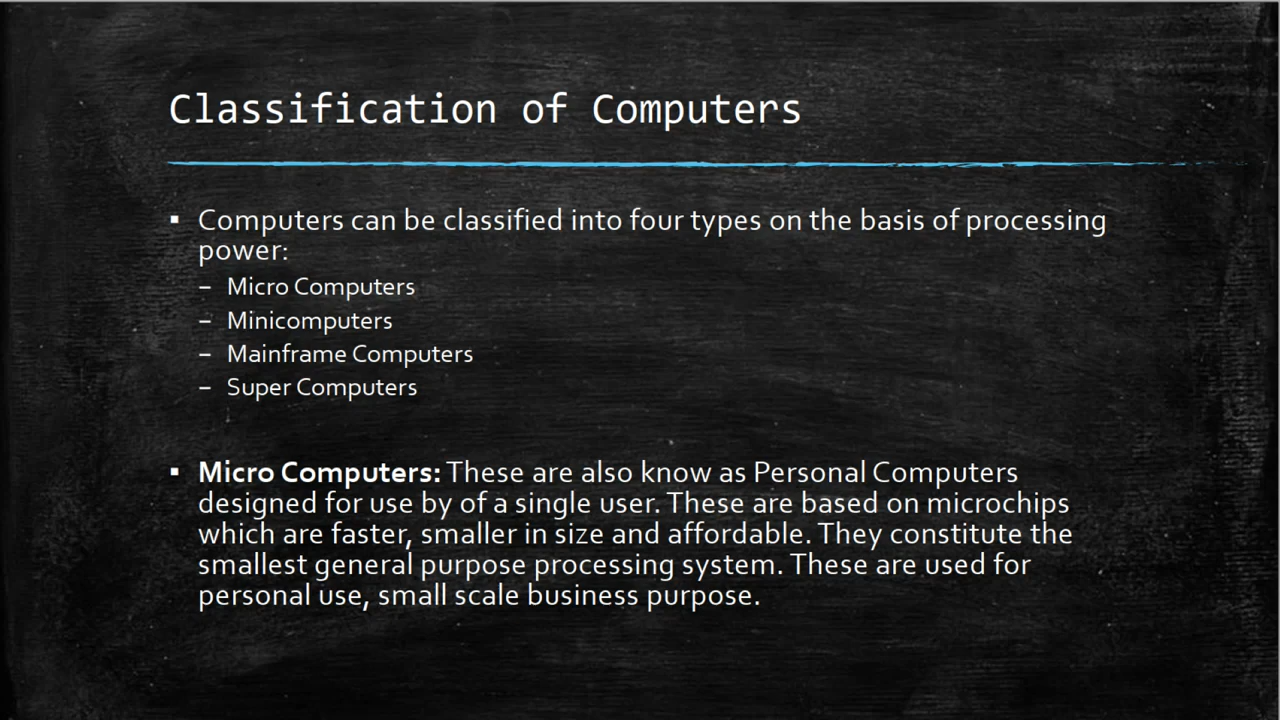 Classification of Computers
▪ Computers can be classified into four types on the basis of processing
power:
– Micro Computers
– Minicomputers
– Mainframe Computers
– Super Computers
▪ Micro Computers: These are also know as Personal Computers
designed for use by of a single user. These are based on microchips
which are faster, smaller in size and affordable. They constitute the
smallest general purpose processing system. These are used for
personal use, small scale business purpose.